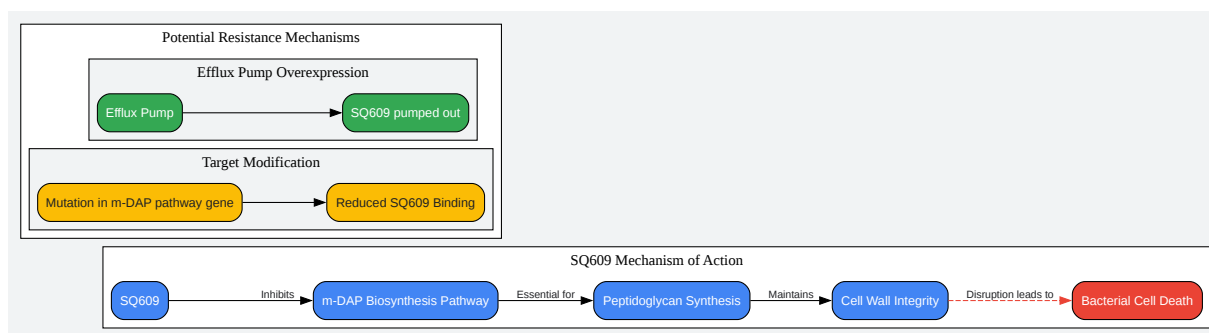 Potential Resistance Mechanisms
Efflux Pump Overexpression
Efflux Pump
SQ609 pumped out
Target Modification
Mutation in m-DAP pathway gene
Reduced SQ609 Binding
SQ609 Mechanism of Action
SQ609
Inhibits
m-DAP Biosynthesis Pathway
Essential for
Peptidoglycan Synthesis
Maintains
Cell Wall Integrity
Disruption leads to
Bacterial Cell Death